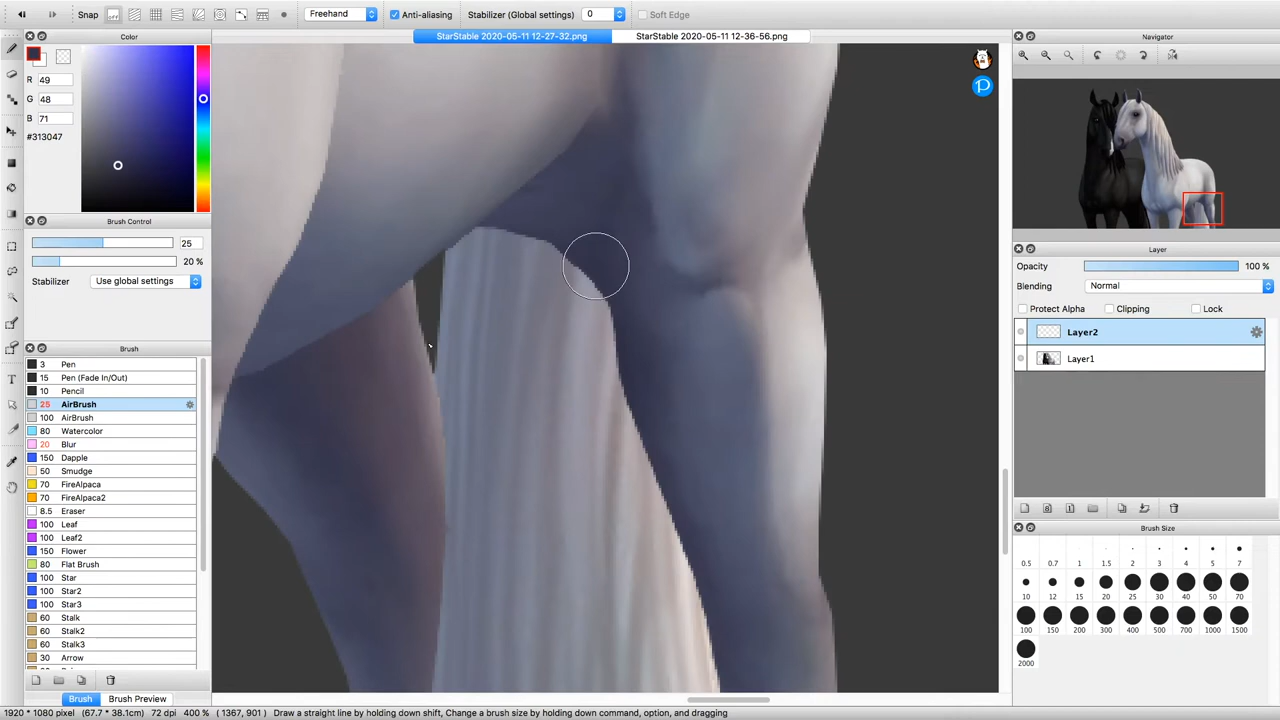 Snap Freehand Anti-aliasing Stabilizer (Global settings) 0 Soft Edge
Color
StarStable 2020-05-11 12-27-32.png StarStable 2020-05-11 12-36-56.png
Navigator
R 49
G 48
B 71
#313047
Brush Control
25
20 %
Stabilizer Use global settings
Brush
3 Pen
15 Pen (Fade In/Out)
10 Pencil
25 AirBrush
100 AirBrush
80 Watercolor
20 Blur
150 Dapple
50 Smudge
70 FireAlpaca
70 FireAlpaca2
8.5 Eraser
100 Leaf
100 Leaf2
150 Flower
80 Flat Brush
100 Star
100 Star2
100 Star3
60 Stalk
60 Stalk2
60 Stalk3
30 Arrow
Brush Brush Preview
Layer
Opacity 100 %
Blending Normal
Protect Alpha Clipping Lock
Layer2
Layer1
Brush Size
0.5 0.7 1 1.5 2 3 4 5 7
10 12 15 20 25 30 40 50 70
100 150 200 300 400 500 700 1000 1500
2000
1920 * 1080 pixel (67.7 * 38.1cm) 72 dpi 400 % ( 1367, 901 ) Draw a straight line by holding down shift, Change a brush size by holding down command, option, and dragging